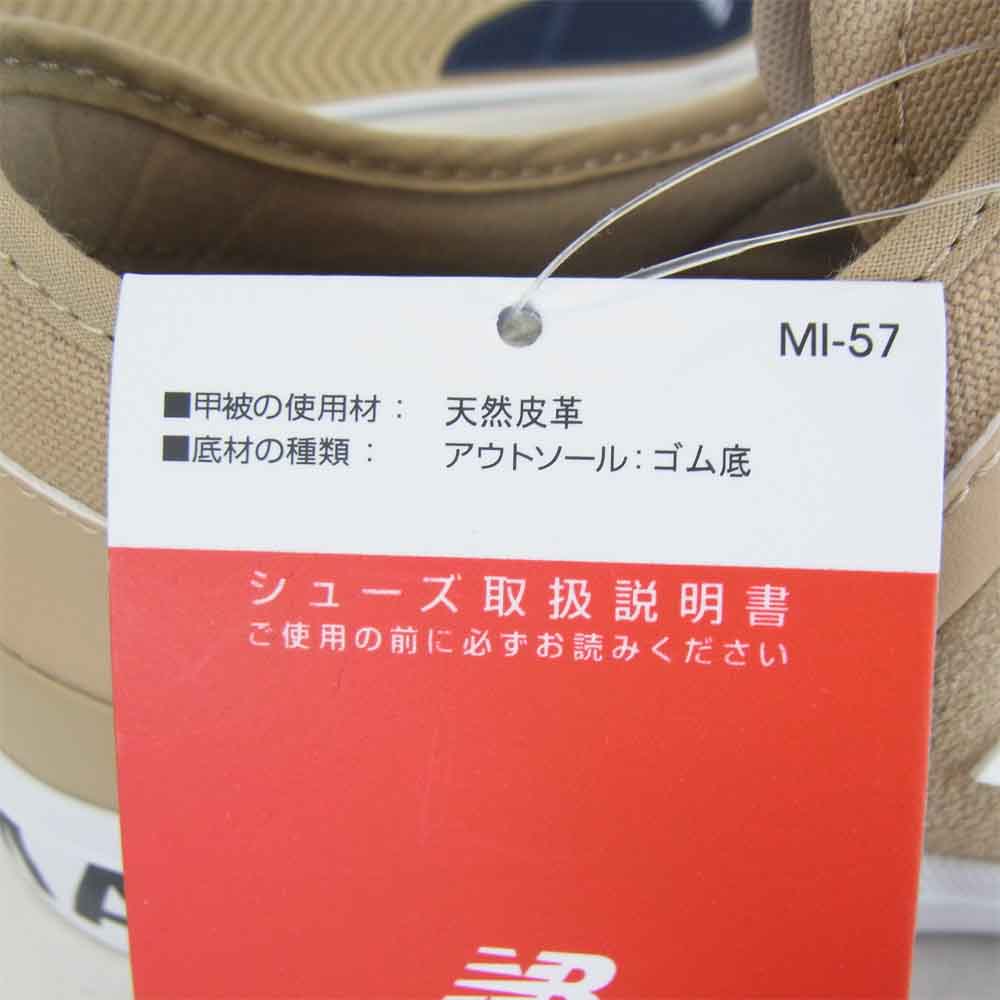 MI-57
■甲被の使用材： 天然皮革
■底材の種類： アウトソール：ゴム底
シューズ取扱説明書
ご使用の前に必ずお読みください
NB